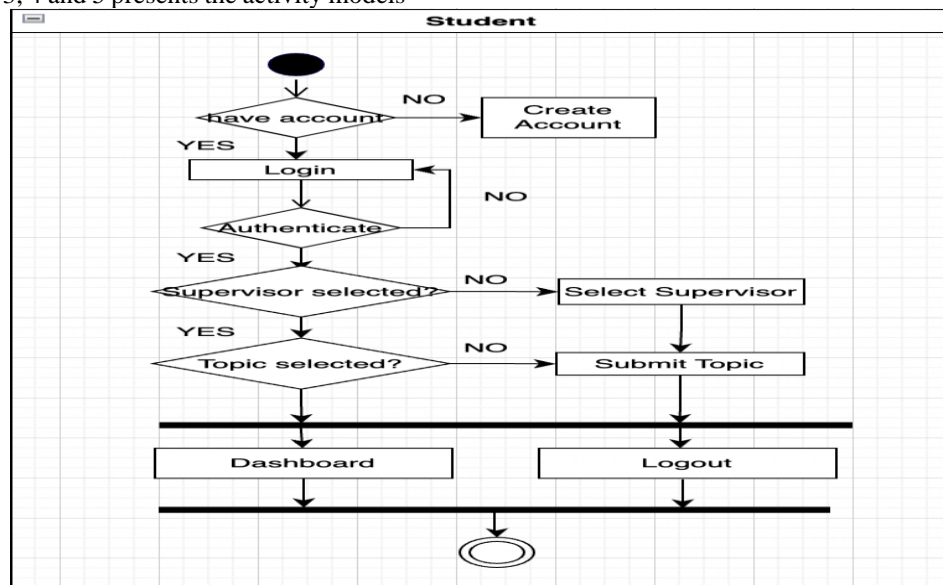 3, 4 and 5 presents the activity models
Student
have account
NO
Create
Account
YES
Login
NO
Authenticate
YES
Supervisor selected?
NO
Select Supervisor
YES
Topic selected?
NO
Submit Topic
Dashboard
Logout